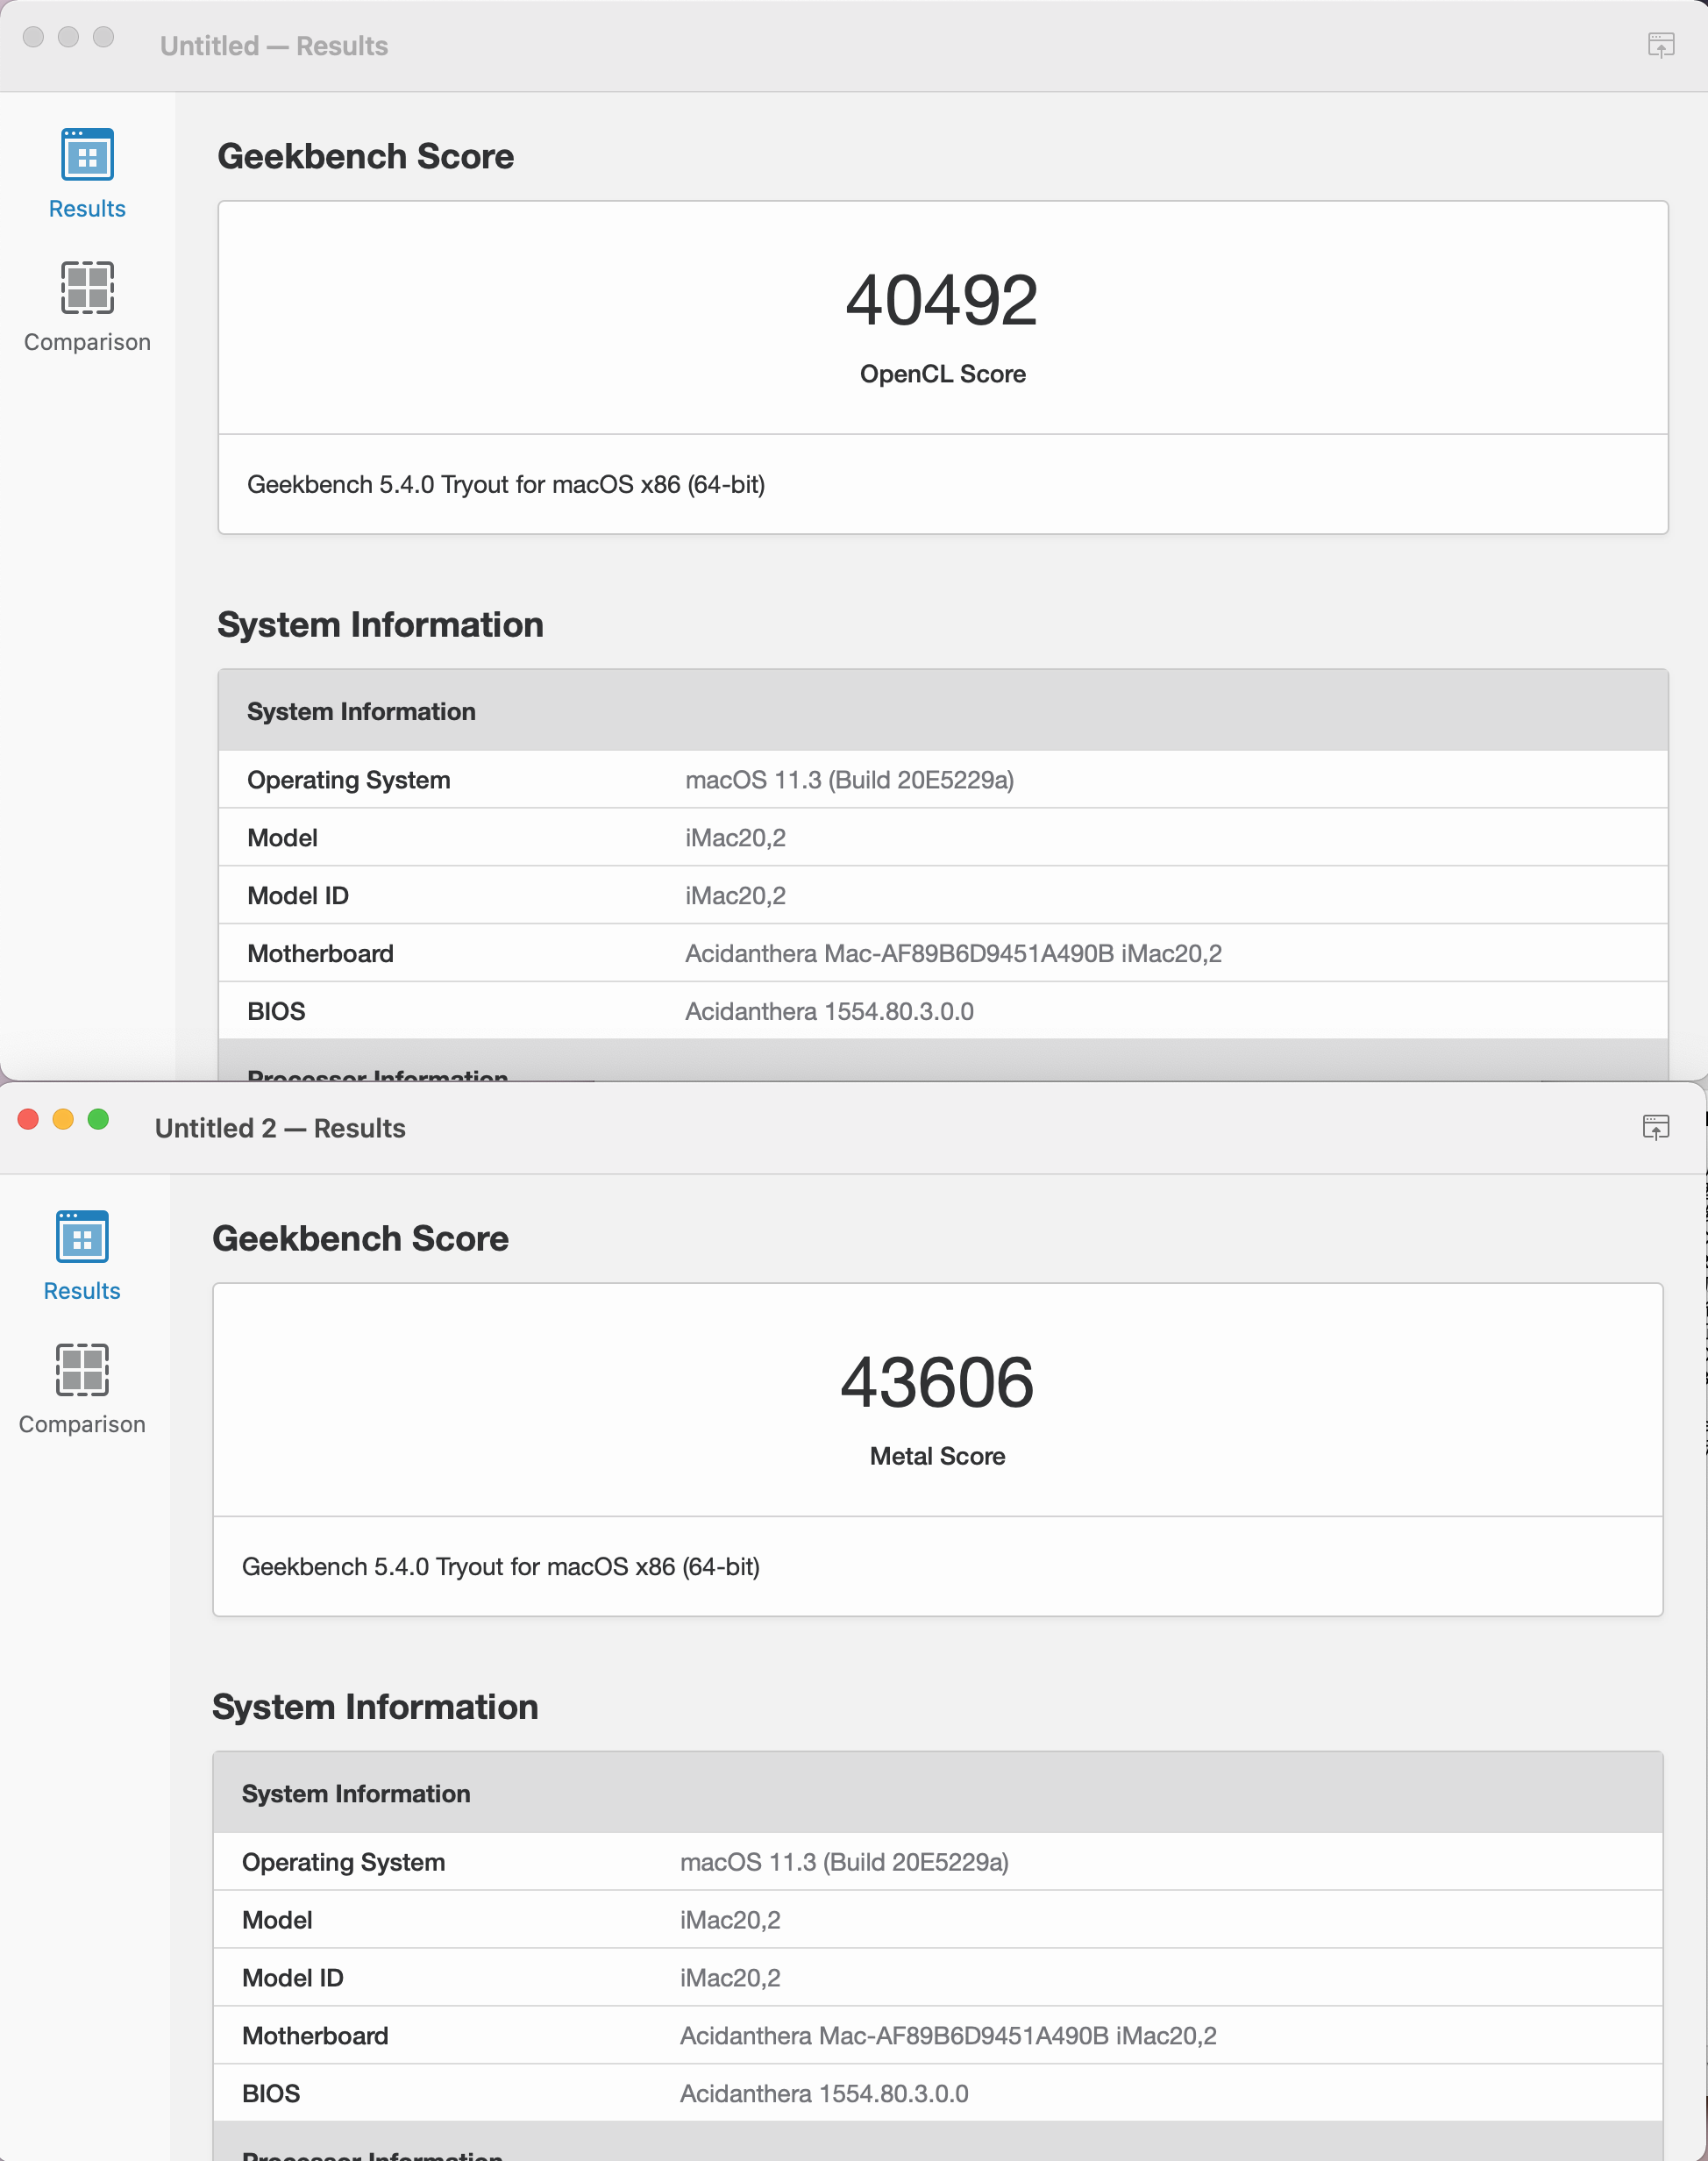 Untitled — Results
Results
Comparison
Geekbench Score
40492
OpenCL Score
Geekbench 5.4.0 Tryout for macOS x86 (64-bit)
System Information
System Information
Operating System macOS 11.3 (Build 20E5229a)
Model iMac20,2
Model ID iMac20,2
Motherboard Acidanthera Mac-AF89B6D9451A490B iMac20,2
BIOS Acidanthera 1554.80.3.0.0
Processor Information
Untitled 2 — Results
Results
Comparison
Geekbench Score
43606
Metal Score
Geekbench 5.4.0 Tryout for macOS x86 (64-bit)
System Information
System Information
Operating System macOS 11.3 (Build 20E5229a)
Model iMac20,2
Model ID iMac20,2
Motherboard Acidanthera Mac-AF89B6D9451A490B iMac20,2
BIOS Acidanthera 1554.80.3.0.0
Processor Information